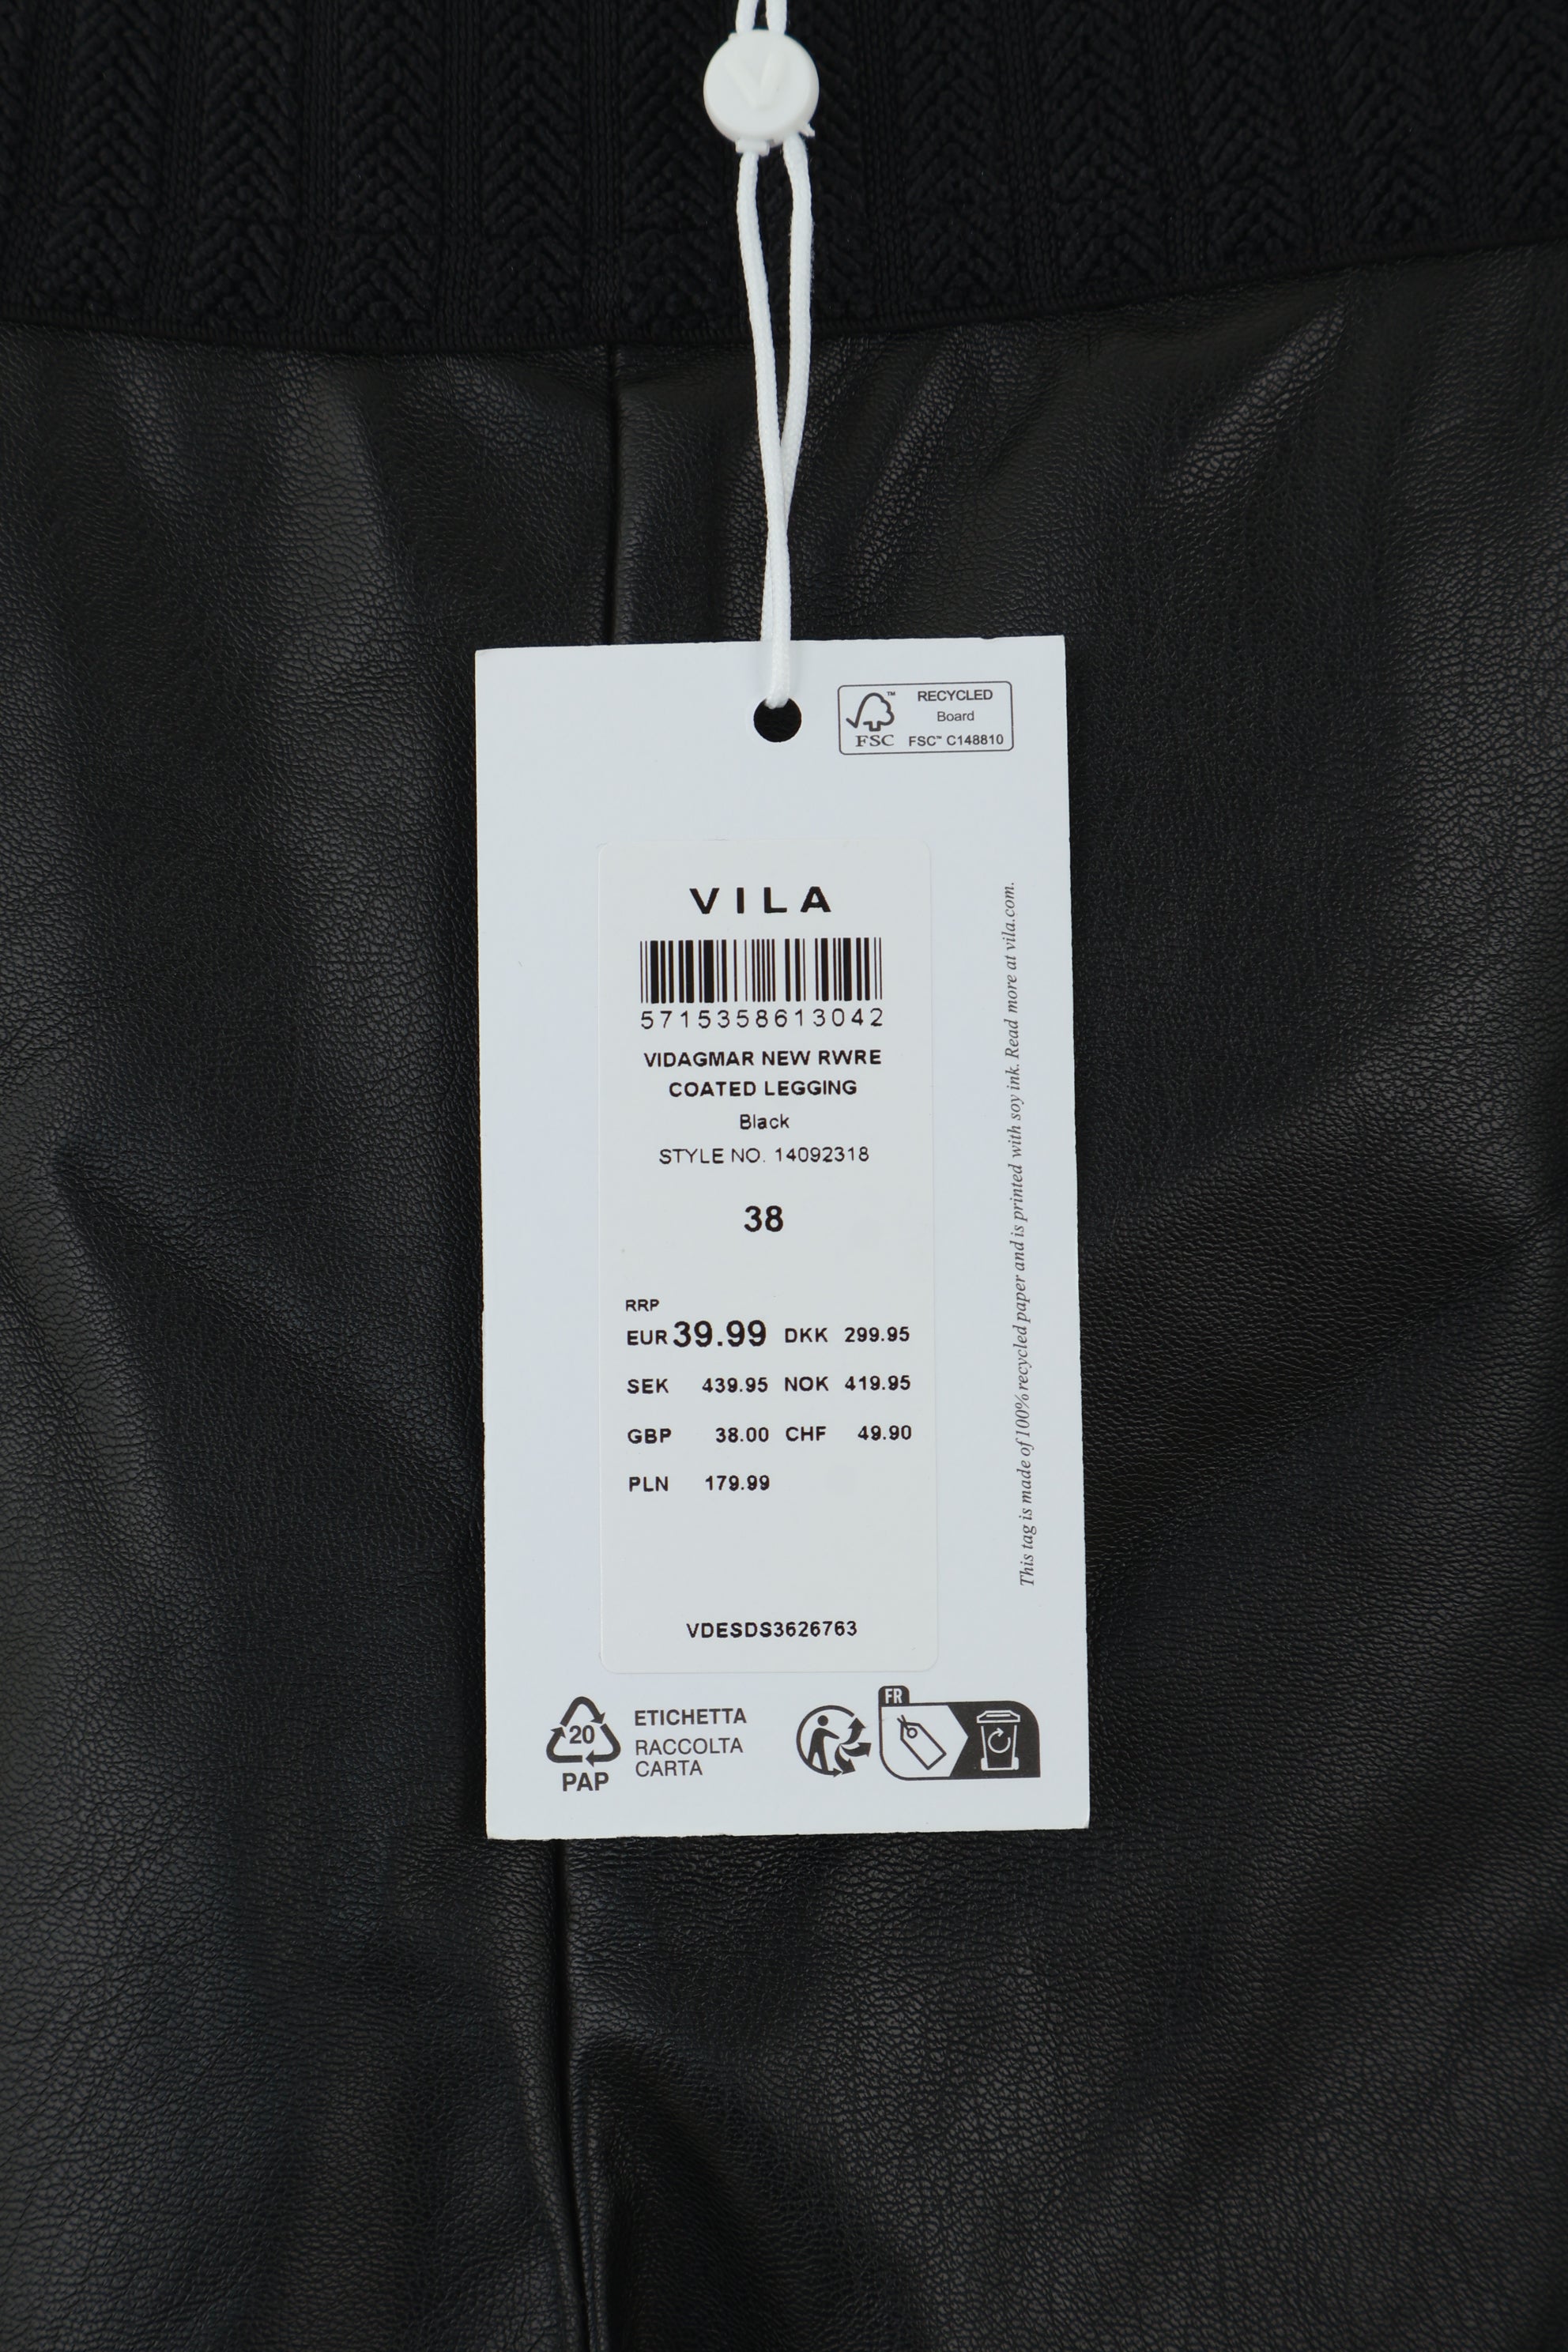 V
RECYCLED
Board
FSC™ C148810
™
FSC
VILA
5715358613042
VIDAGMAR NEW RWRE
COATED LEGGING
Black
STYLE NO. 14092318
38
RRP
EUR 39.99 DKK 299.95
SEK 439.95 NOK 419.95
GBP 38.00 CHF 49.90
PLN 179.99
VDESDS3626763
This tag is made of 100% recycled paper and is printed with soy ink. Read more at vila.com.
20
PAP
ETICHETTA
RACCOLTA
CARTA
FR